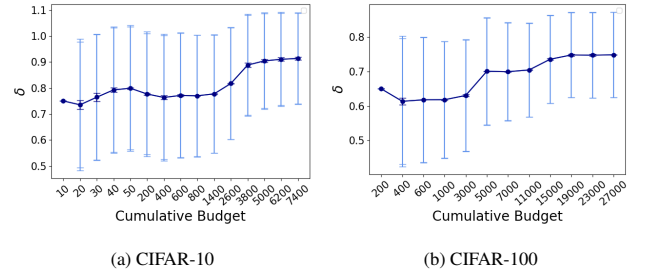 1.1
1.0
0.9
0.8
0.7
0.6
0.5
δ
10 20 30 40 50 200 400 600 800 1400 2600 3800 5000 6200 7400
Cumulative Budget
(a) CIFAR-10
0.8
0.7
0.6
0.5
δ
200 400 600 1000 3000 5000 7000 11000 15000 19000 23000 27000
Cumulative Budget
(b) CIFAR-100